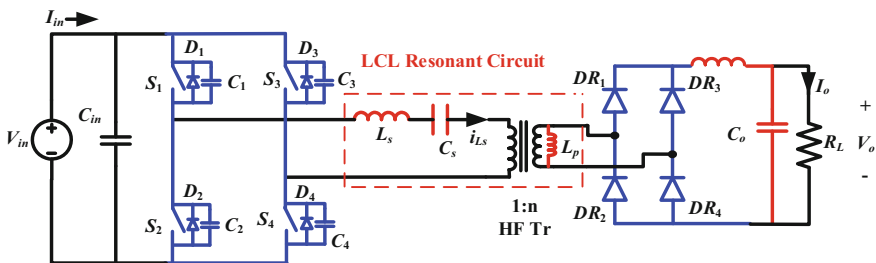 I_in
D_1
D_3
LCL Resonant Circuit
S_1
C_1
S_3
C_3
DR_1
DR_3
I_o
V_in
+
-
C_in
L_s
C_s
i_Ls
L_p
C_o
R_L
+
V_o
-
D_2
D_4
S_2
C_2
S_4
C_4
1:n
HF Tr
DR_2
DR_4